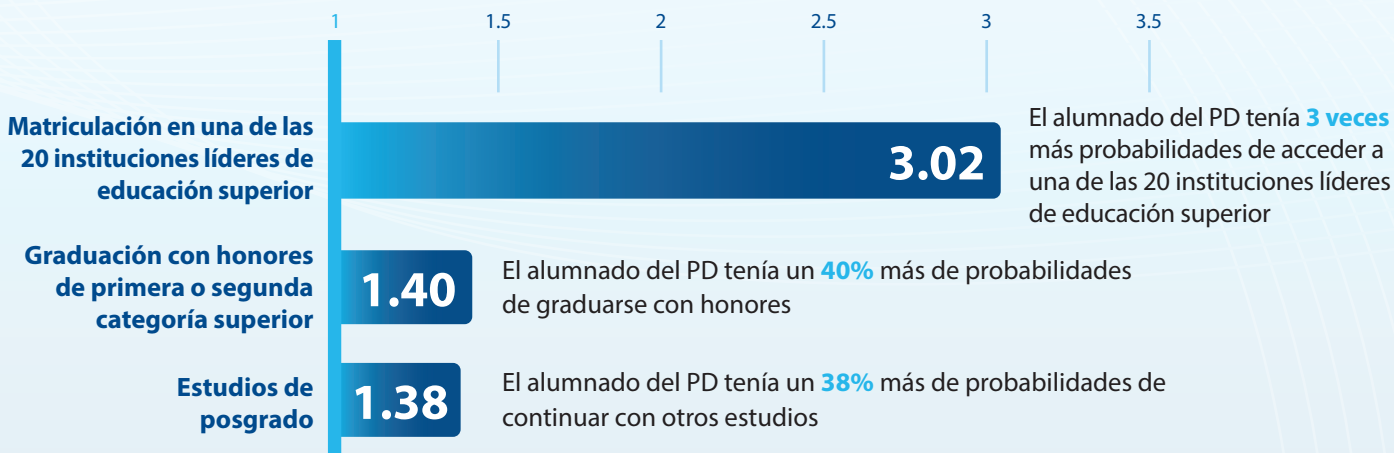 1 1.5 2 2.5 3 3.5
Matriculación en una de las
20 instituciones líderes de
educación superior
3.02
El alumnado del PD tenía 3 veces
más probabilidades de acceder a
una de las 20 instituciones líderes
de educación superior
Graduación con honores
de primera o segunda
categoría superior
1.40
El alumnado del PD tenía un 40% más de probabilidades
de graduarse con honores
Estudios de
posgrado
1.38
El alumnado del PD tenía un 38% más de probabilidades de
continuar con otros estudios